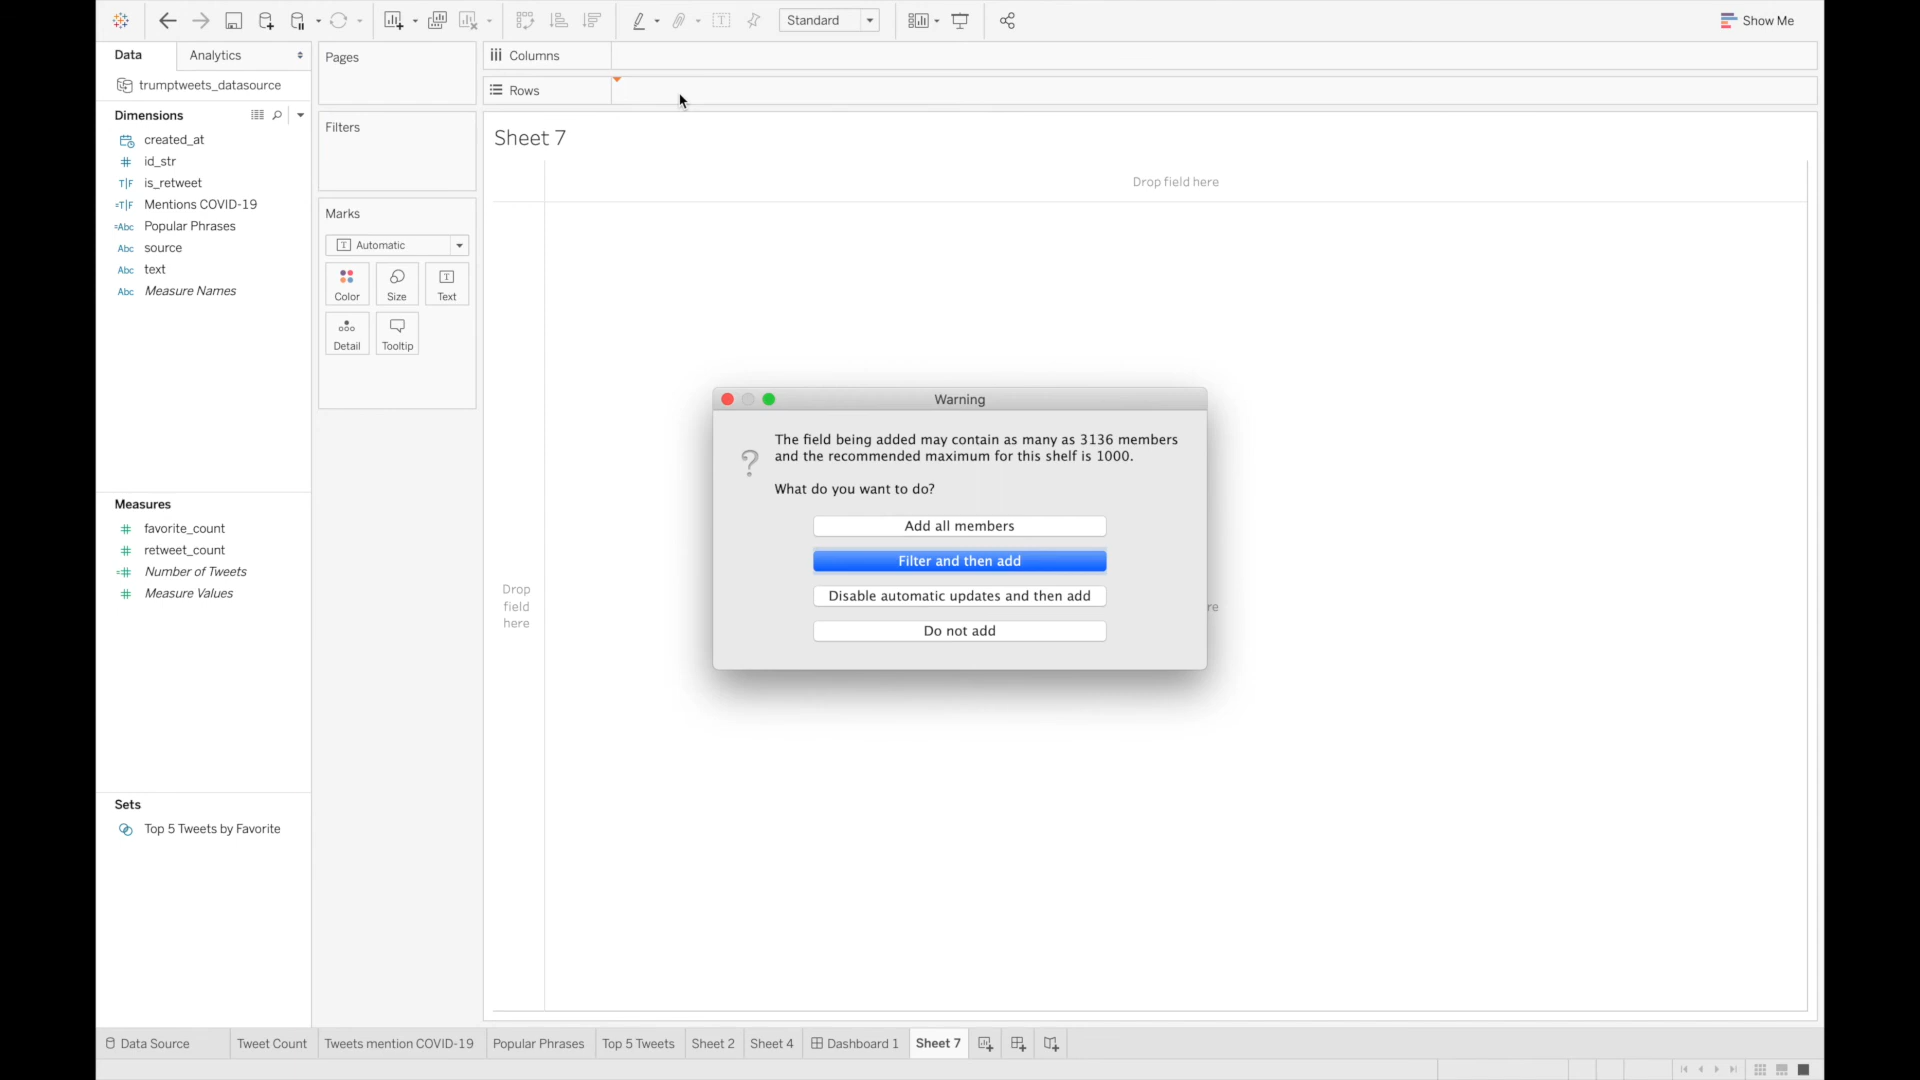 Standard
Show Me
Data
Analytics
trumptweets_datasource
Dimensions
created_at
id_str
T|F is_retweet
=T|F Mentions COVID-19
=Abc Popular Phrases
Abc source
Abc text
Abc Measure Names
Measures
favorite_count
retweet_count
Number of Tweets
Measure Values
Sets
Top 5 Tweets by Favorite
Pages
Filters
Marks
T Automatic
Color
Size
T
Text
Detail
Tooltip
Columns
Rows
Sheet 7
Drop field here
Drop
field
here
re
Warning
?
The field being added may contain as many as 3136 members
and the recommended maximum for this shelf is 1000.
What do you want to do?
Add all members
Filter and then add
Disable automatic updates and then add
Do not add
Data Source
Tweet Count
Tweets mention COVID-19
Popular Phrases
Top 5 Tweets
Sheet 2
Sheet 4
Dashboard 1
Sheet 7